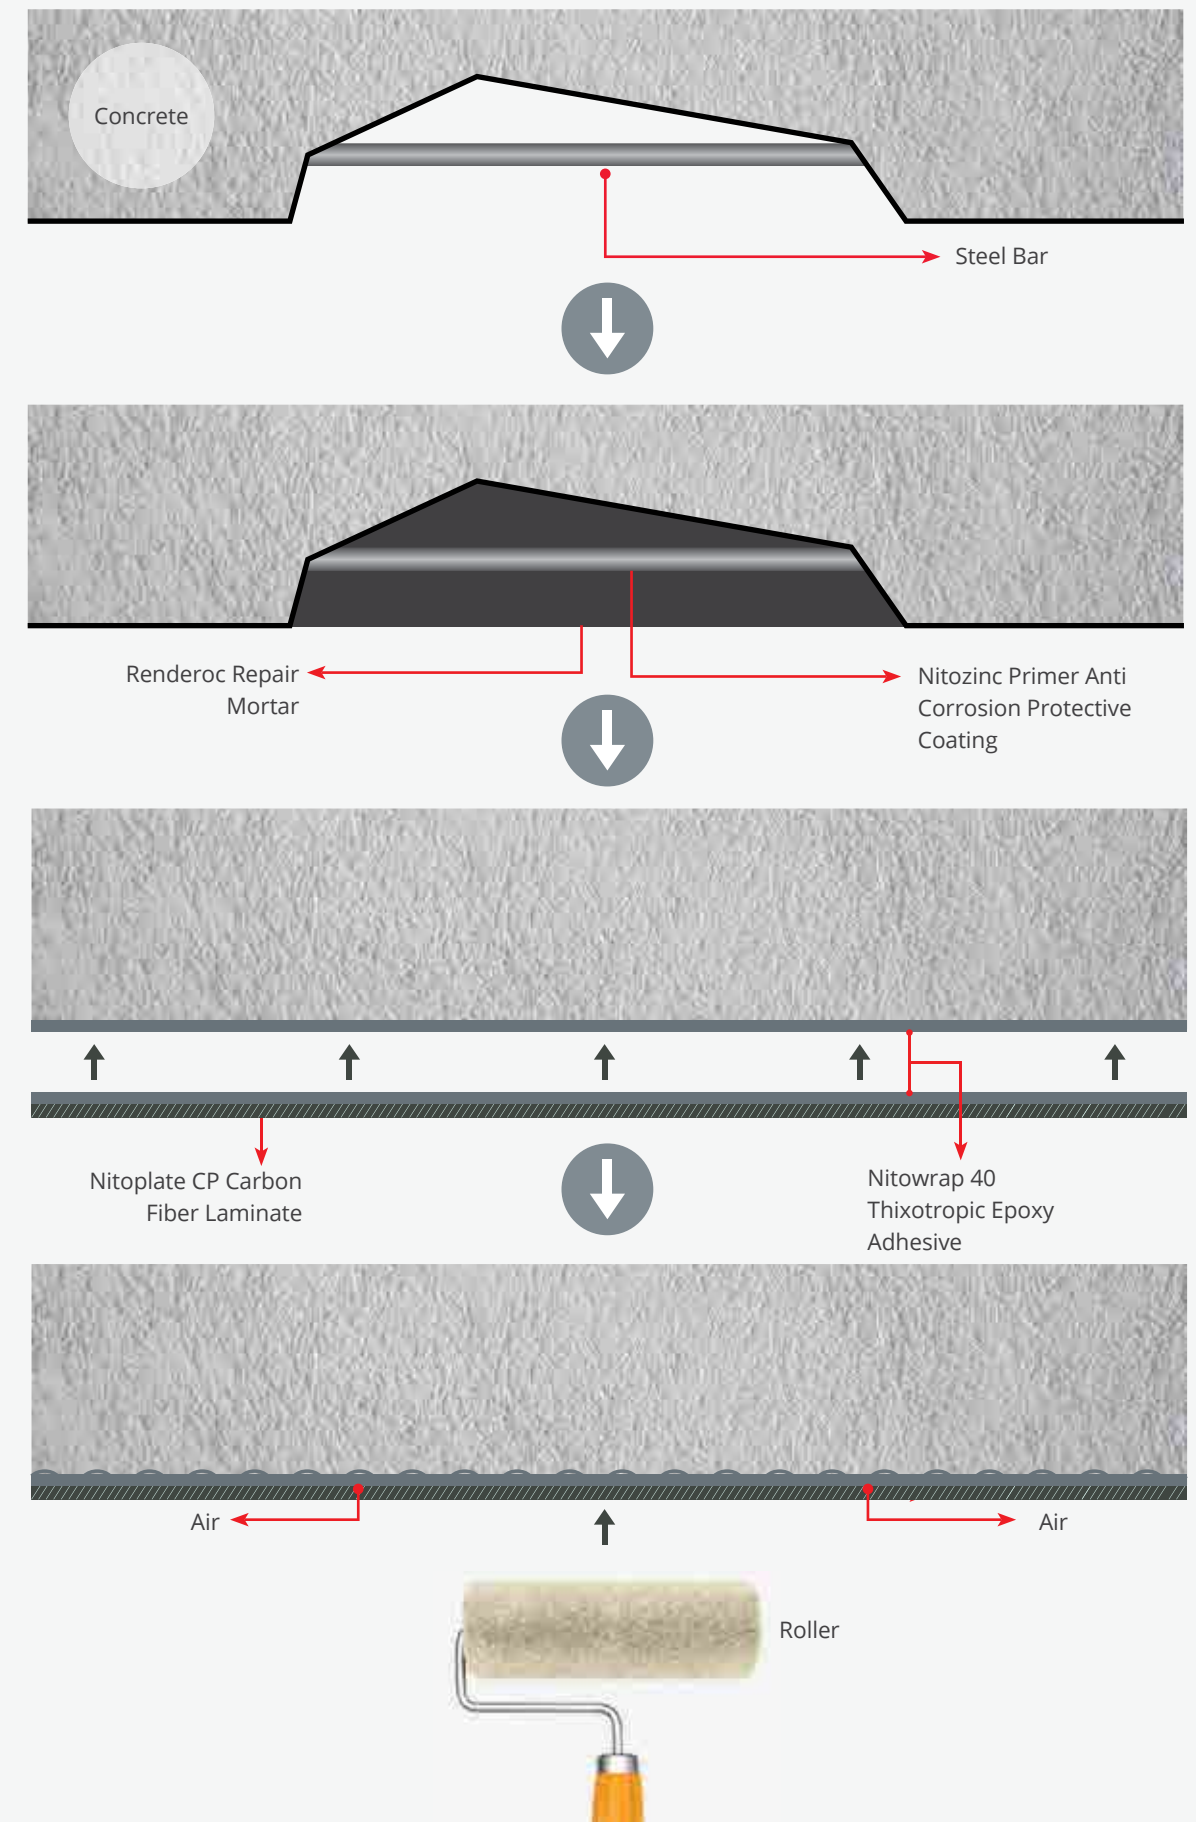 Concrete
Steel Bar
Renderoc Repair
Mortar
Nitozinc Primer Anti
Corrosion Protective
Coating
Nitoplate CP Carbon
Fiber Laminate
Nitowrap 40
Thixotropic Epoxy
Adhesive
Air
Air
Roller